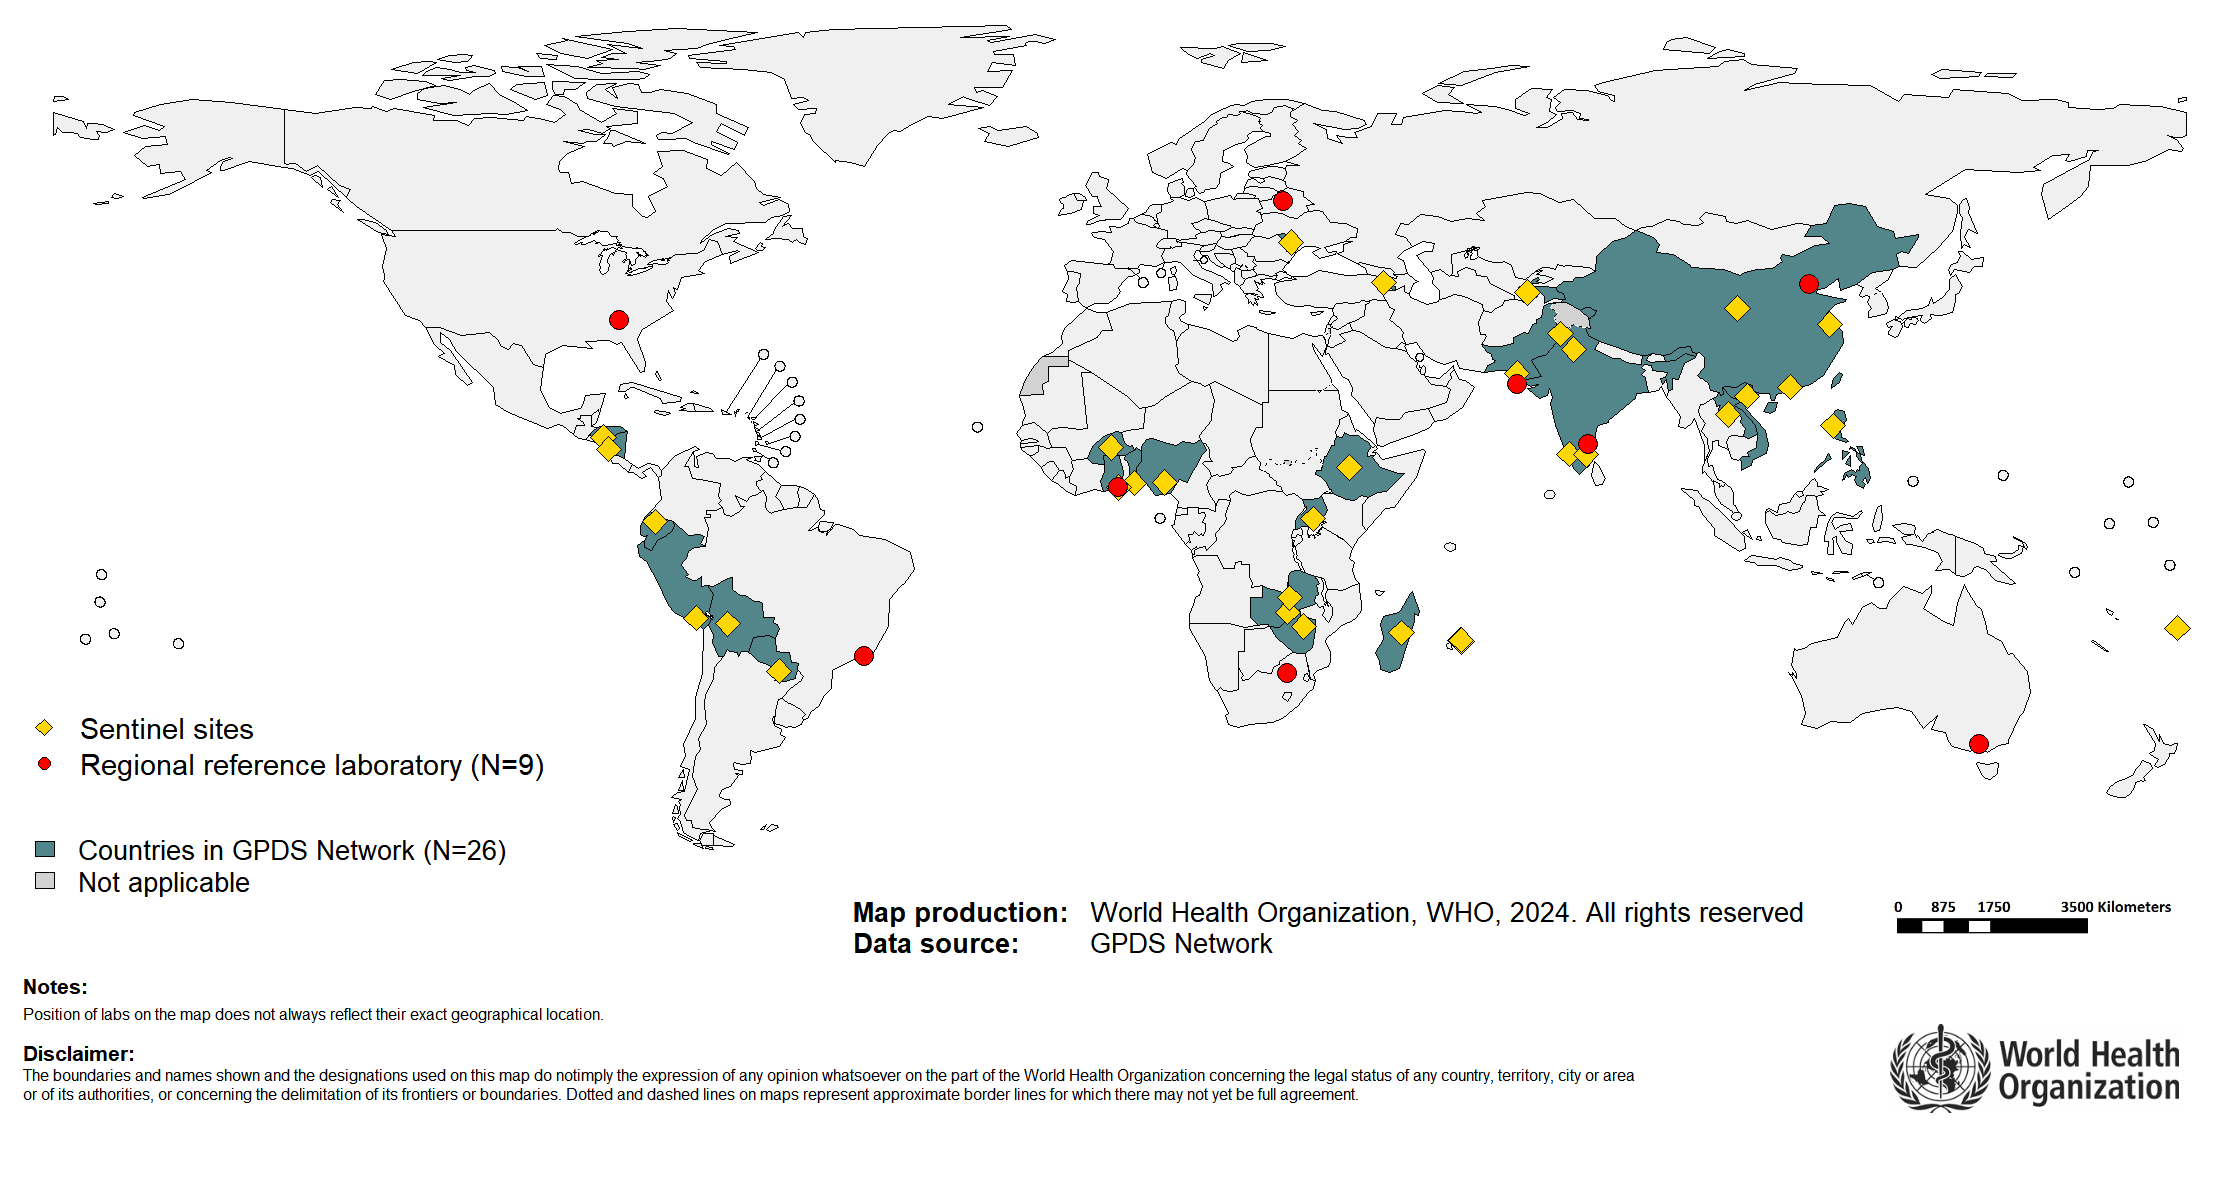 Sentinel sites
Regional reference laboratory (N=9)
Countries in GPDS Network (N=26)
Not applicable
Map production: World Health Organization, WHO, 2024. All rights reserved
Data source: GPDS Network
0 875 1750 3500 Kilometers
Notes:
Position of labs on the map does not always reflect their exact geographical location.
Disclaimer:
The boundaries and names shown and the designations used on this map do notimply the expression of any opinion whatsoever on the part of the World Health Organization concerning the legal status of any country, territory, city or area
or of its authorities, or concerning the delimitation of its frontiers or boundaries. Dotted and dashed lines on maps represent approximate border lines for which there may not yet be full agreement.
World Health
Organization